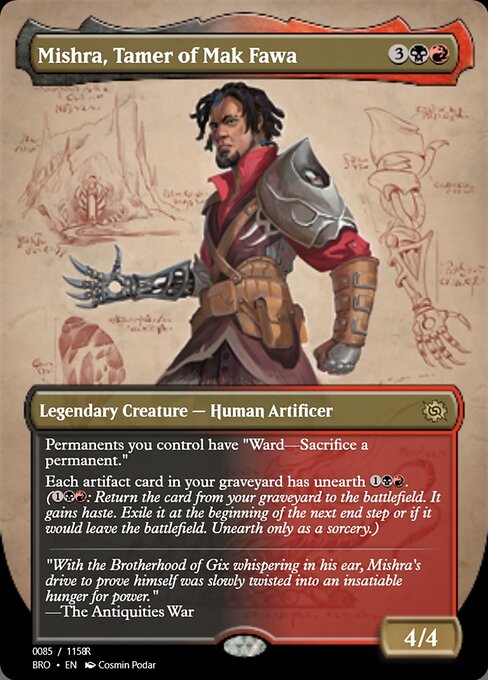 Mishra, Tamer of Mak Fawa
3
Legendary Creature — Human Artificer
Permanents you control have "Ward—Sacrifice a
permanent."
Each artifact card in your graveyard has unearth 1.
(1: Return the card from your graveyard to the battlefield. It
gains haste. Exile it at the beginning of the next end step or if it
would leave the battlefield. Unearth only as a sorcery.)
"With the Brotherhood of Gix whispering in his ear, Mishra's
drive to prove himself was slowly twisted into an insatiable
hunger for power."
—The Antiquities War
4/4
0085 / 1158R
BRO • EN Cosmin Podar